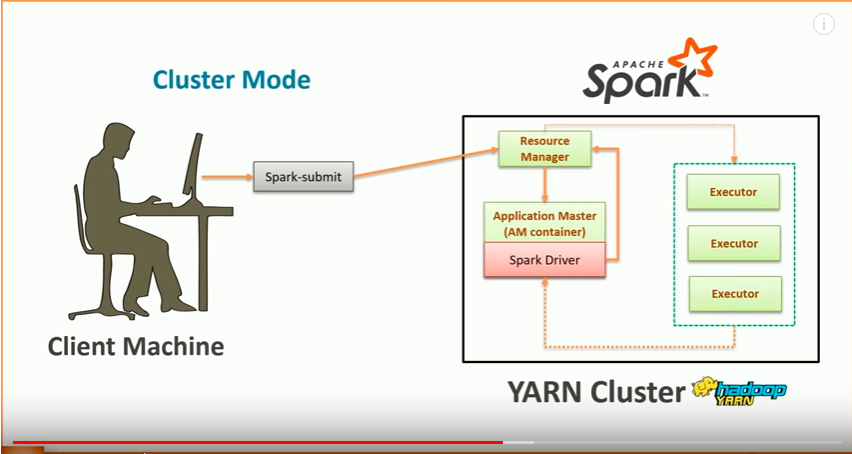 Cluster Mode
APACHE
Spark
TM
Resource
Manager
Spark-submit
Application Master
(AM container)
Spark Driver
Executor
Executor
Executor
Client Machine
YARN Cluster
hadoop
YARN